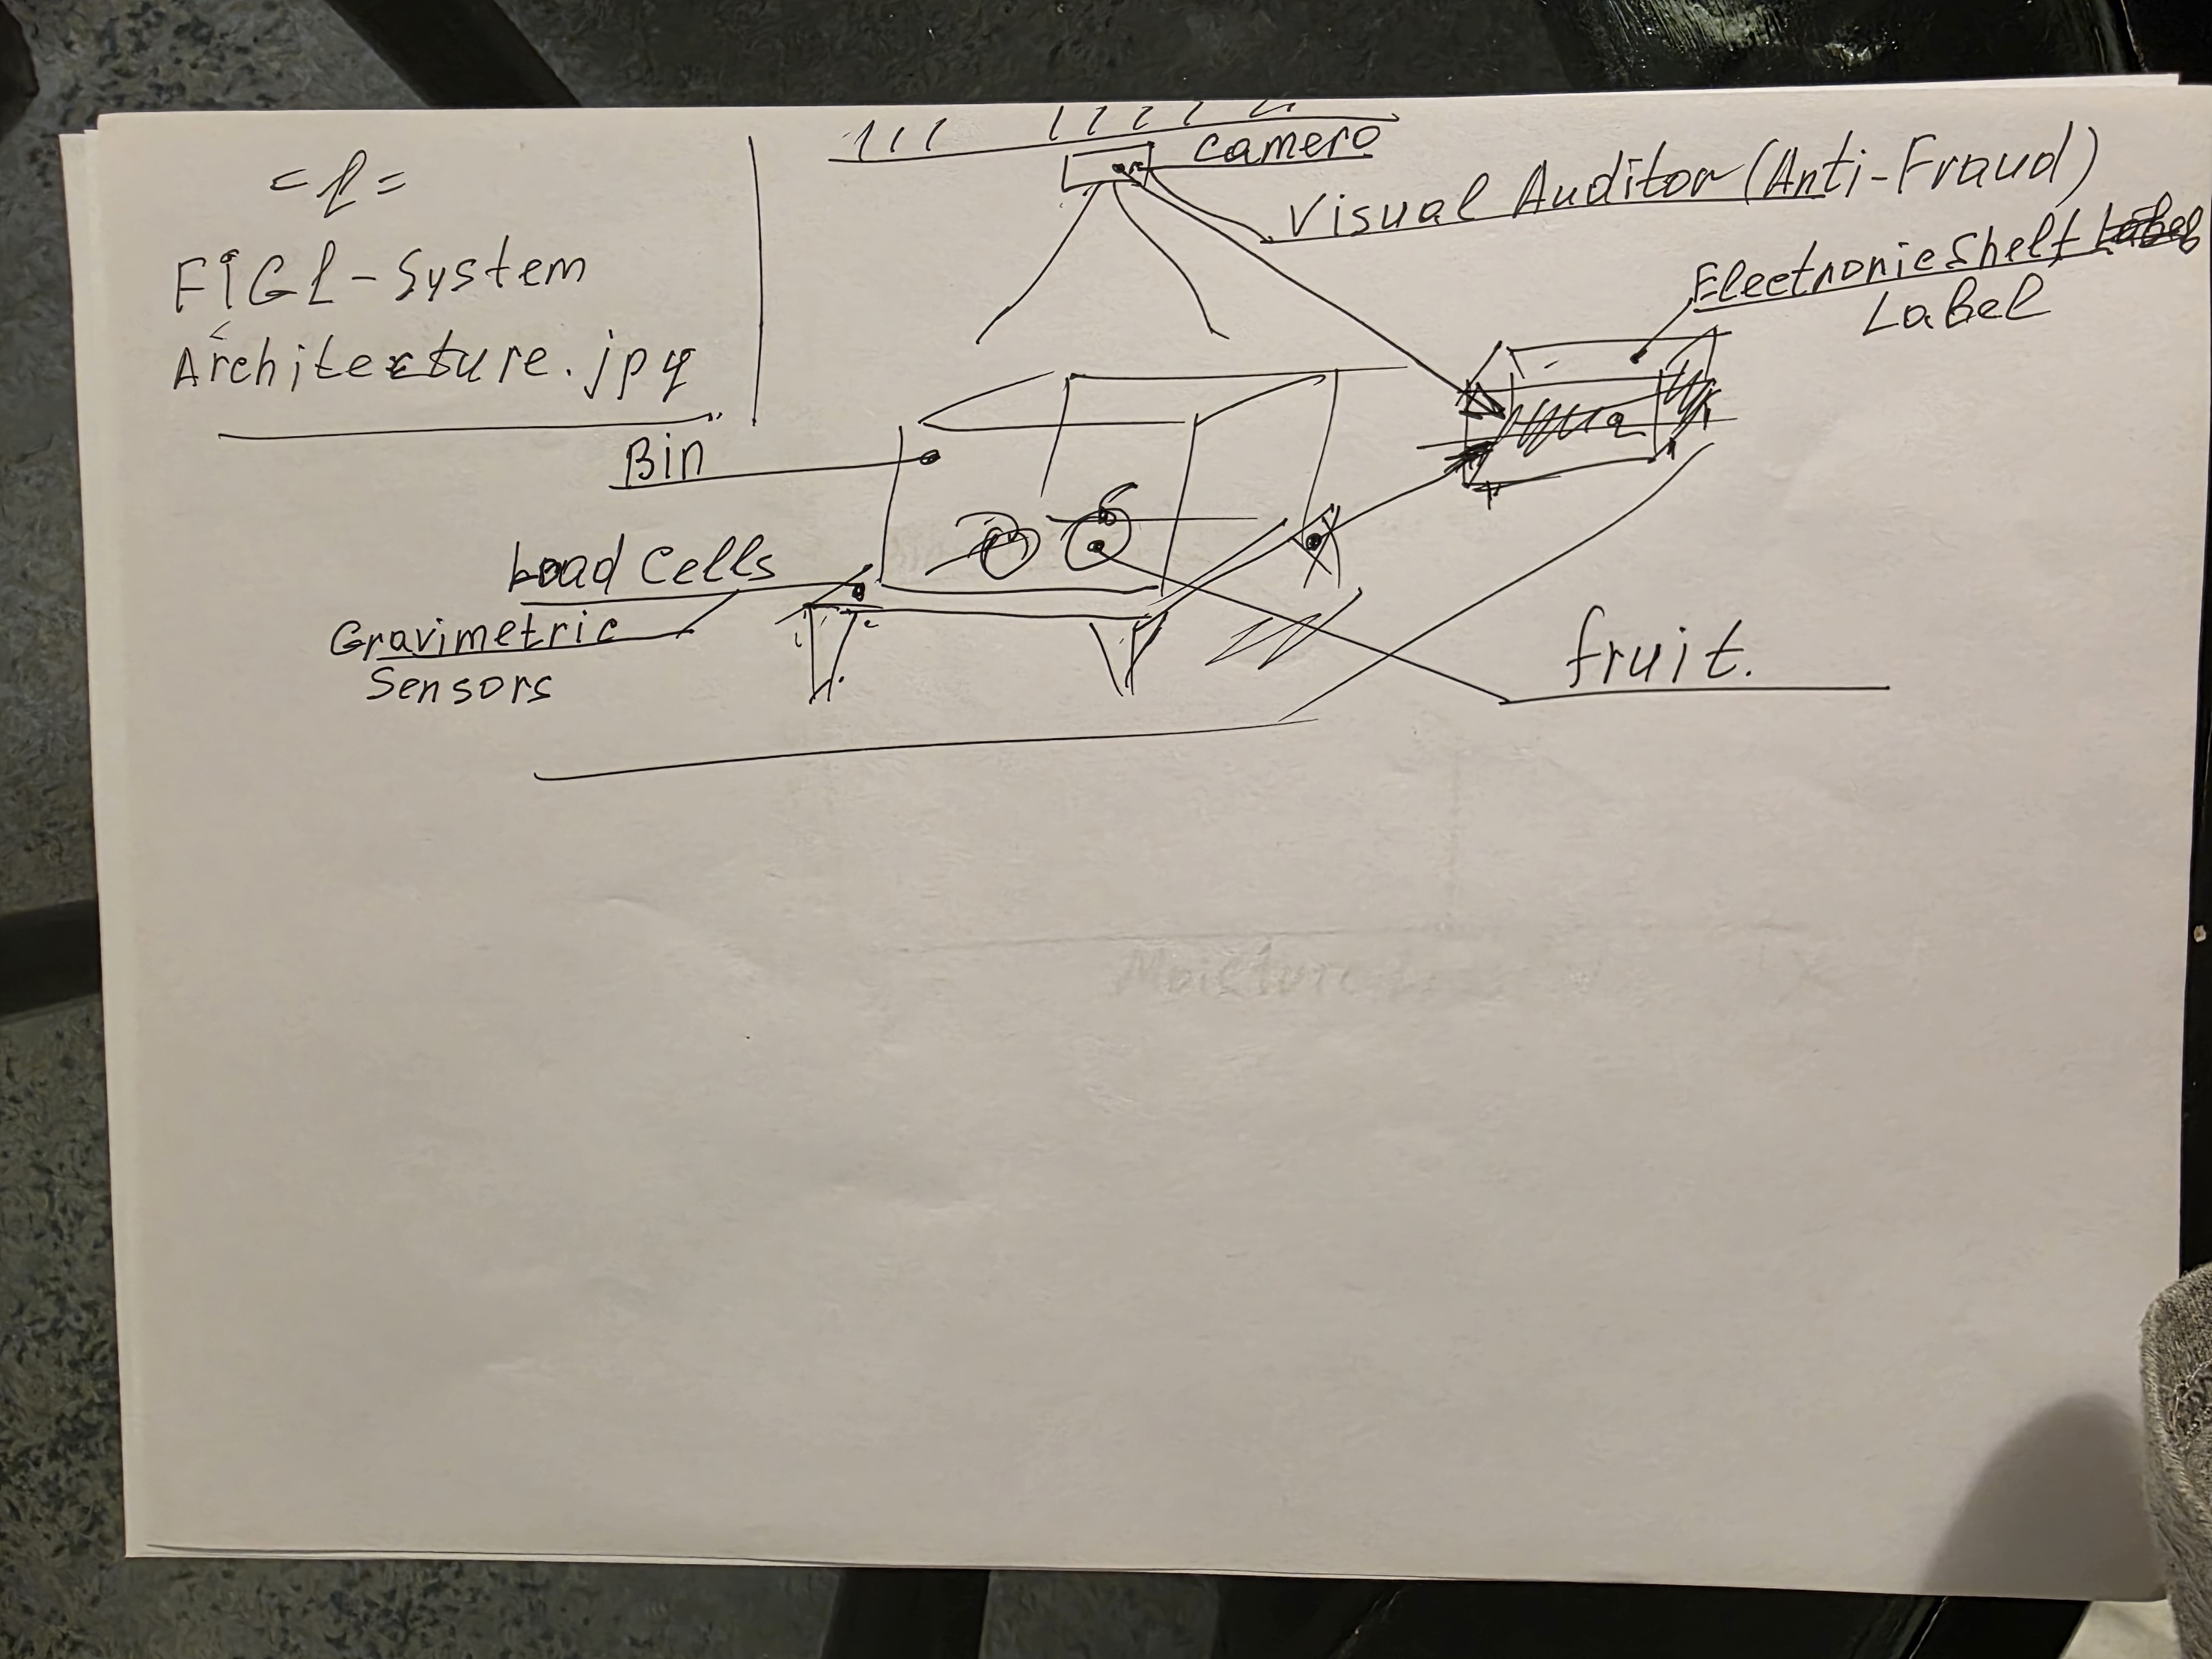 = 1 =
FIG 1 - System
Architecture.jpg
camera
Visual Auditor (Anti-Fraud)
Electronic Shelf
Label
Bin
Load Cells
Gravimetric
Sensors
fruit.